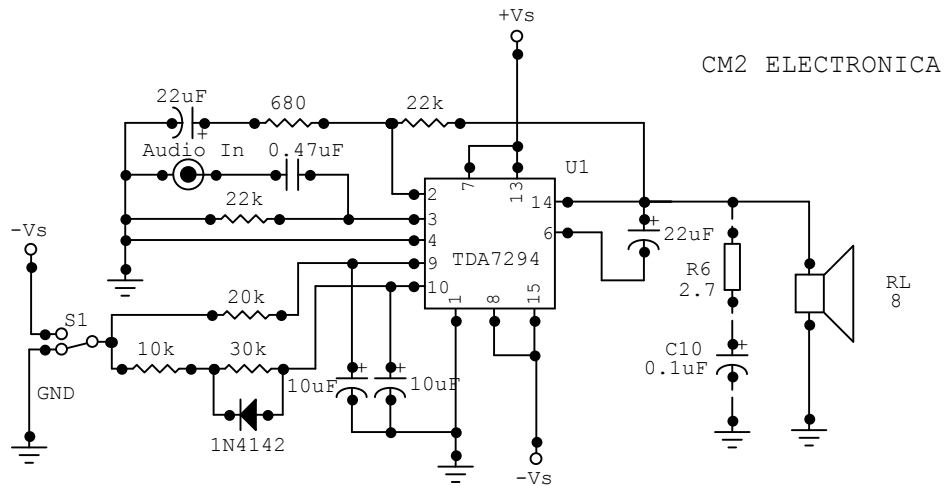 +Vs
CM2 ELECTRONICA
22uF
680
22k
+
Audio In
0.47uF
U1
7
13
2
14
22k
3
+
-Vs
4
6
22uF
9
TDA7294
R6
2.7
RL
8
10
20k
S1
1
8
15
10k
30k
+
+
+
C10
0.1uF
10uF
10uF
GND
1N4142
-Vs